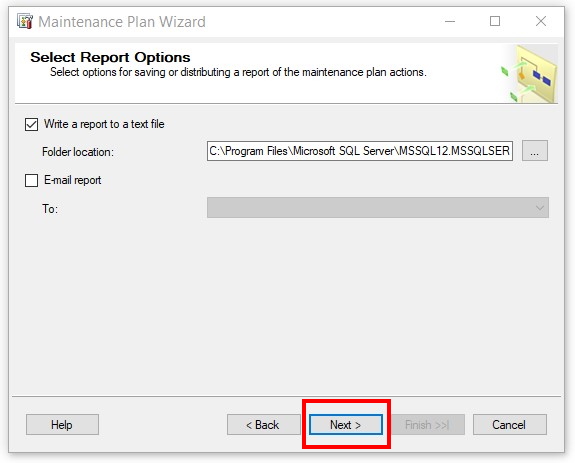 Maintenance Plan Wizard
Select Report Options
Select options for saving or distributing a report of the maintenance plan actions.
Write a report to a text file
Folder location: C:\Program Files\Microsoft SQL Server\MSSQL12.MSSQLSER ...
E-mail report
To:
Help < Back Next > Finish >>| Cancel